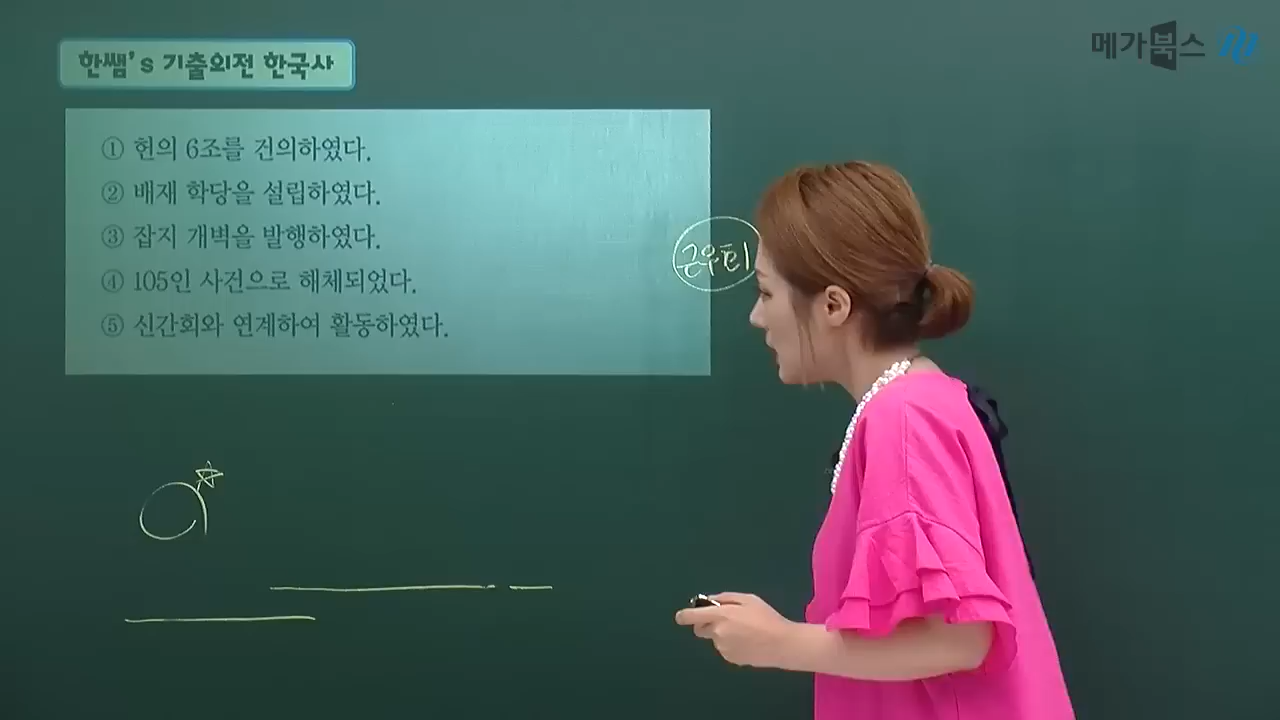 한쌤's 기출외전 한국사
메가북스
① 헌의 6조를 건의하였다.
② 배재 학당을 설립하였다.
③ 잡지 개벽을 발행하였다.
근우회
④ 105인 사건으로 해체되었다.
⑤ 신간회와 연계하여 활동하였다.